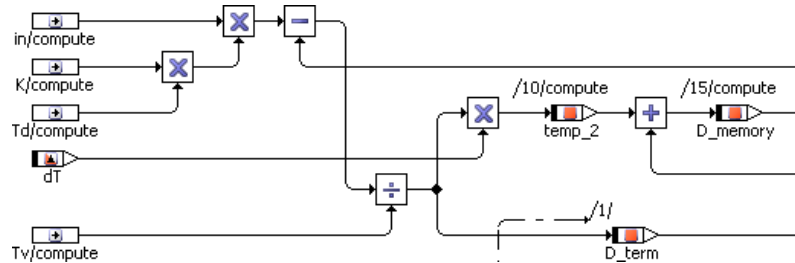 in/compute
K/compute
/10/compute
/15/compute
Td/compute
temp_2
D_memory
dT
/1/
Tv/compute
D_term